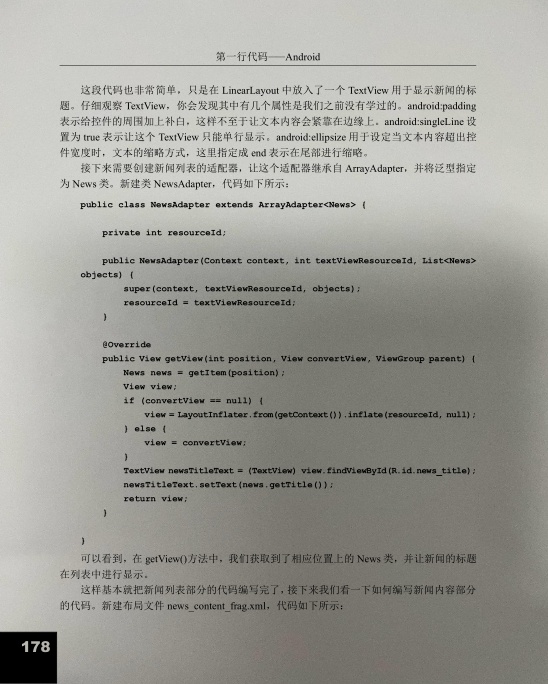 第一行代码——Android
这段代码也非常简单，只是在 LinearLayout 中放入了一个 TextView 用于显示新闻的标
题。仔细观察 TextView，你会发现其中有几个属性是我们之前没有学过的。android:padding
表示给控件的周围加上补白，这样不至于让文本内容会紧靠在边缘上。android:singleLine 设
置为 true 表示让这个 TextView 只能单行显示。android:ellipsize 用于设定当文本内容超出控
件宽度时，文本的缩略方式，这里指定成 end 表示在尾部进行缩略。
接下来需要创建新闻列表的适配器，让这个适配器继承自 ArrayAdapter，并将泛型指定
为 News 类。新建类 NewsAdapter，代码如下所示：
public class NewsAdapter extends ArrayAdapter<News> {
private int resourceId;
public NewsAdapter(Context context, int textViewResourceId, List<News>
objects) {
super(context, textViewResourceId, objects);
resourceId = textViewResourceId;
}
@Override
public View getView(int position, View convertView, ViewGroup parent) {
News news = getItem(position);
View view;
if (convertView == null) {
view = LayoutInflater.from(getContext()).inflate(resourceId, null);
} else {
view = convertView;
}
TextView newsTitleText = (TextView) view.findViewById(R.id.news_title);
newsTitleText.setText(news.getTitle());
return view;
}
}
可以看到，在 getView()方法中，我们获取到了相应位置上的 News 类，并让新闻的标题
在列表中进行显示。
这样基本就把新闻列表部分的代码编写完了，接下来我们看一下如何编写新闻内容部分
的代码。新建布局文件 news_content_frag.xml，代码如下所示：
178